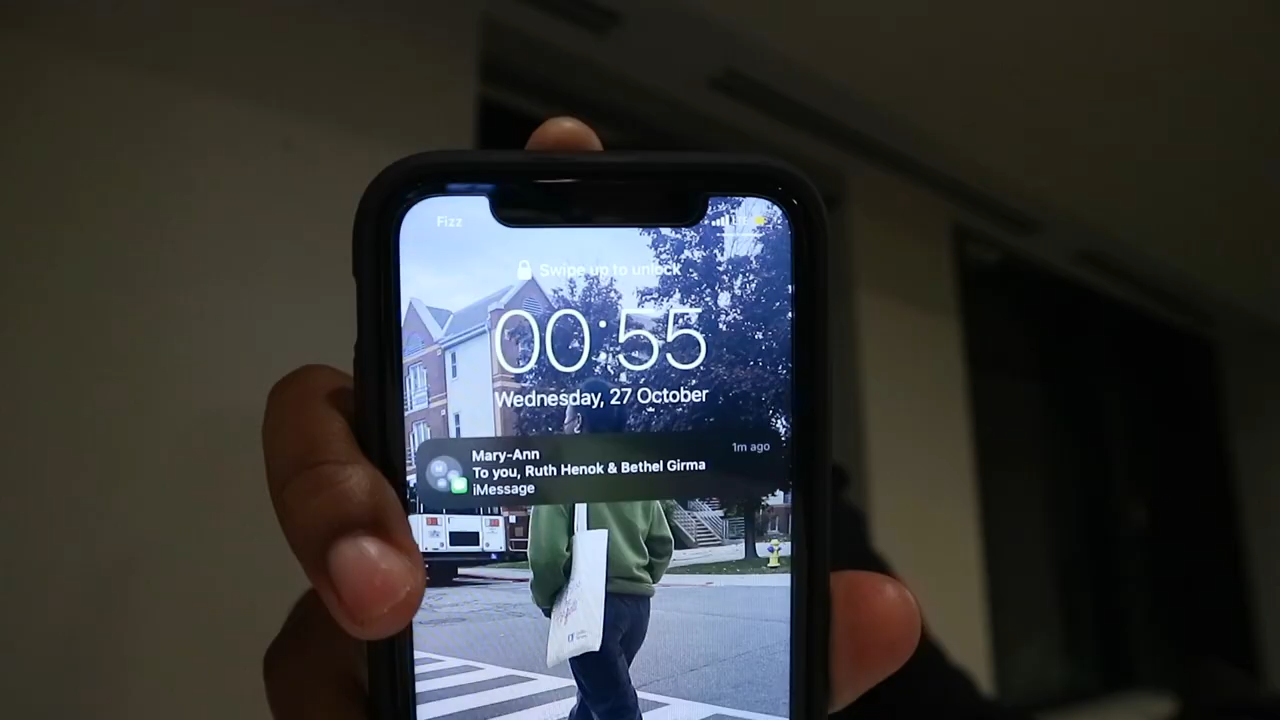 Fizz
LTE
Swipe up to unlock
00:55
Wednesday, 27 October
Mary-Ann
1m ago
To you, Ruth Henok & Bethel Girma
iMessage